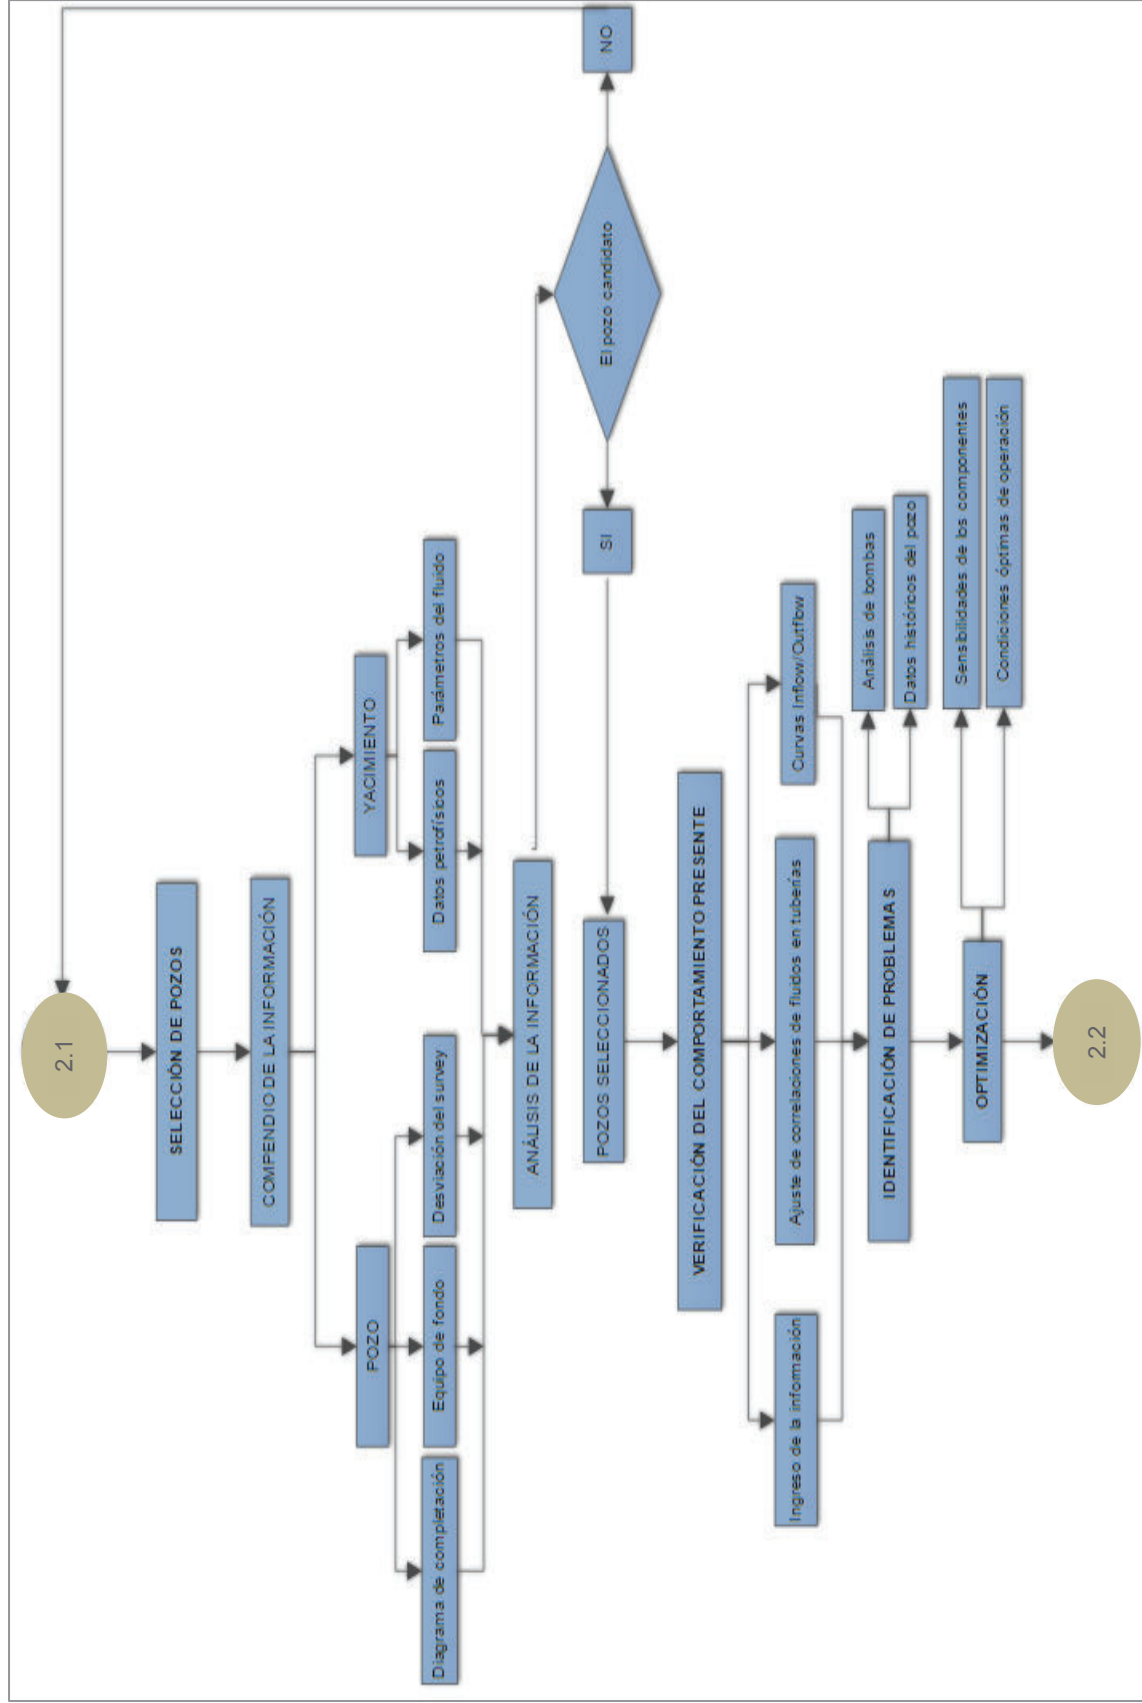 2.1
SELECCIÓN DE POZOS
COMPENDIO DE LA INFORMACIÓN
POZO
YACIMIENTO
Diagrama de completación
Equipo de fondo
Desviación del survey
Datos petrofísicos
Parámetros del fluido
ANÁLISIS DE LA INFORMACIÓN
El pozo candidato
NO
SI
POZOS SELECCIONADOS
VERIFICACIÓN DEL COMPORTAMIENTO PRESENTE
Ingreso de la información
Ajuste de correlaciones de fluidos en tuberías
Curvas Inflow/Outflow
IDENTIFICACIÓN DE PROBLEMAS
Análisis de bombas
Datos históricos del pozo
OPTIMIZACIÓN
Sensibilidades de los componentes
Condiciones óptimas de operación
2.2